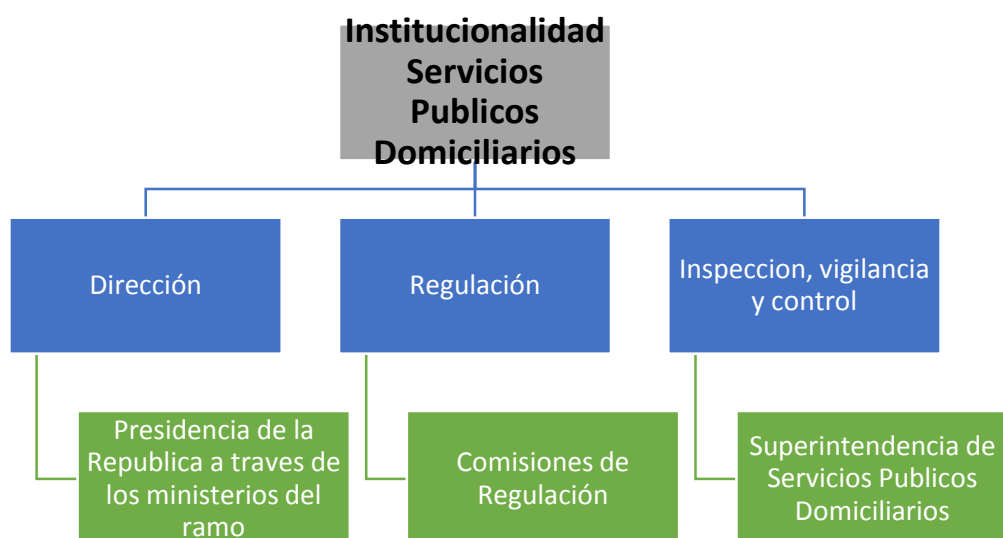 Institucionalidad
Servicios
Publicos
Domiciliarios
Dirección
Regulación
Inspeccion, vigilancia
y control
Presidencia de la
Republica a traves de
los ministerios del
ramo
Comisiones de
Regulación
Superintendencia de
Servicios Publicos
Domiciliarios